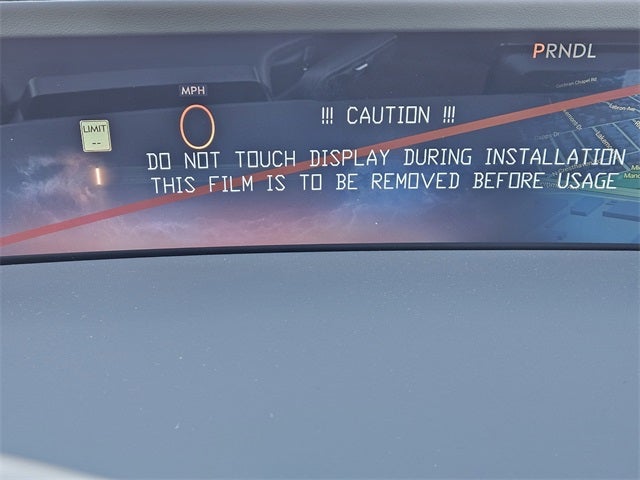 PRNDL
MPH
0
LIMIT
--
!!! CAUTION !!!
DO NOT TOUCH DISPLAY DURING INSTALLATION
THIS FILM IS TO BE REMOVED BEFORE USAGE